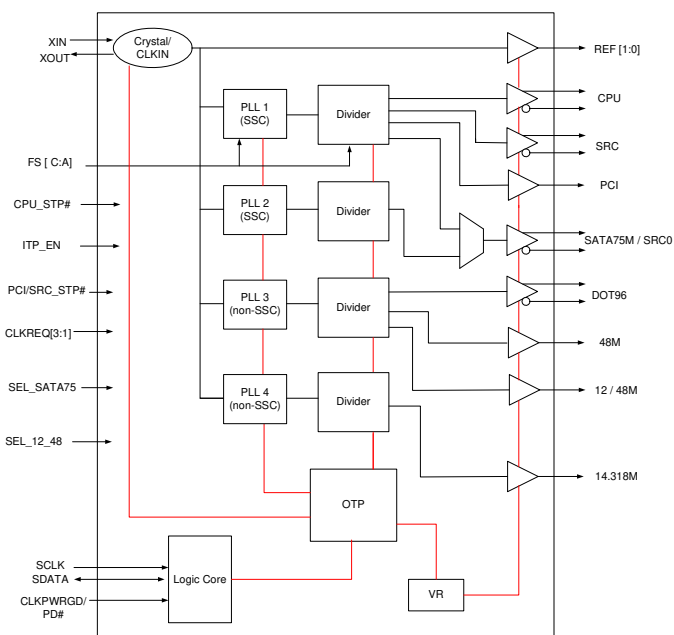 XIN
XOUT
Crystal/
CLKIN
REF [1:0]
PLL 1
(SSC)
Divider
CPU
SRC
FS [ C:A]
PCI
CPU_STP#
PLL 2
(SSC)
Divider
ITP_EN
SATA75M / SRC0
PCI/SRC_STP#
PLL 3
(non-SSC)
Divider
DOT96
CLKREQ[3:1]
48M
SEL_SATA75
PLL 4
(non-SSC)
Divider
12 / 48M
SEL_12_48
14.318M
OTP
SCLK
SDATA
Logic Core
CLKPWRGD/
PD#
VR